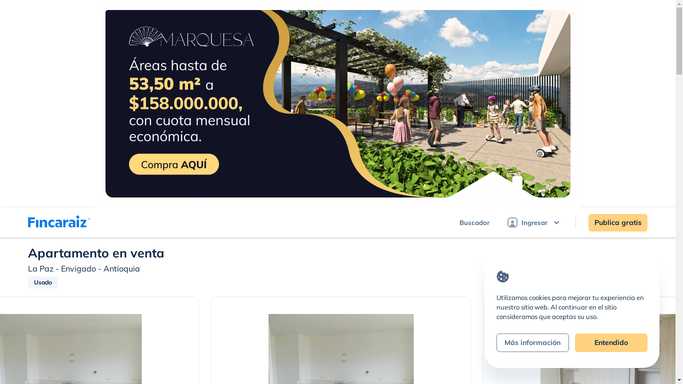 MARQUESA
Áreas hasta de
53,50 m² a
$158.000.000,
con cuota mensual
económica.
Compra AQUÍ
Fincaraiz
Buscador
Ingresar
Publica gratis
Apartamento en venta
La Paz - Envigado - Antioquia
Usado
Utilizamos cookies para mejorar tu experiencia en
nuestro sitio web. Al continuar en el sitio
consideramos que aceptas su uso.
Más información
Entendido